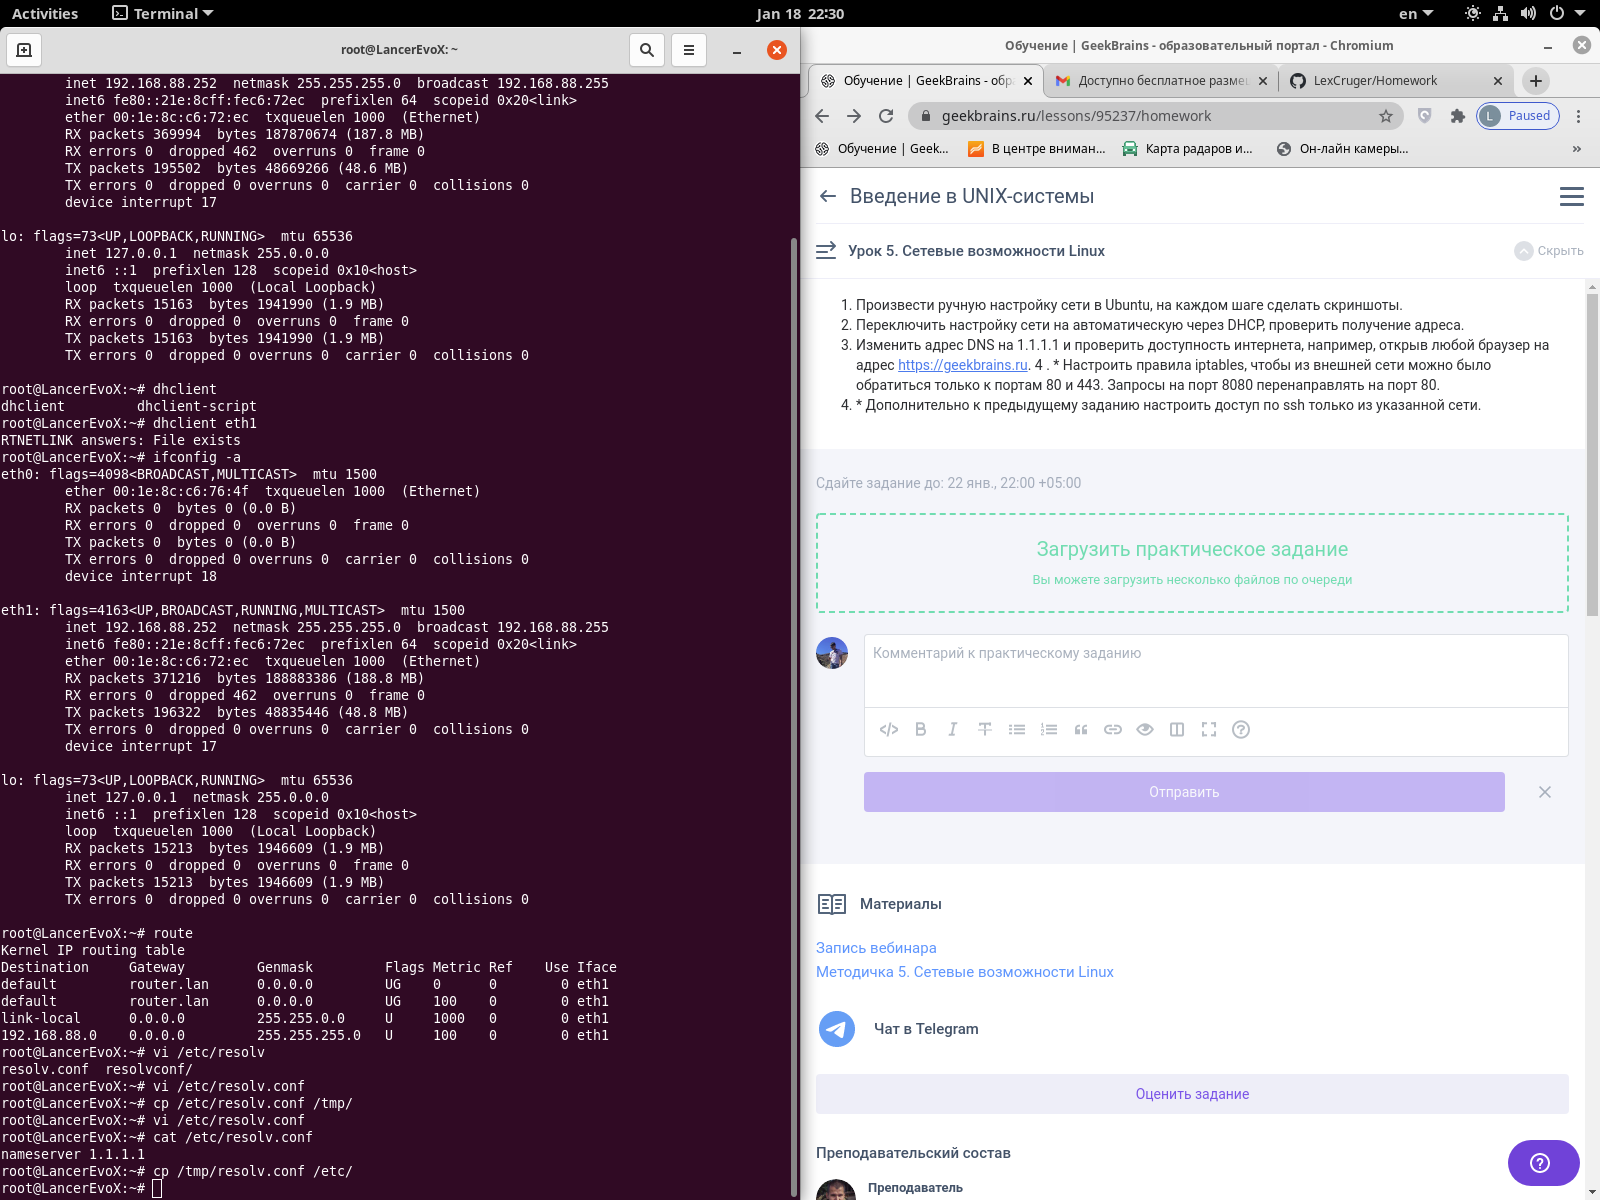 Activities
Terminal
Jan 18  22:30
en
root@LancerEvoX: ~
        inet 192.168.88.252  netmask 255.255.255.0  broadcast 192.168.88.255
        inet6 fe80::21e:8cff:fec6:72ec  prefixlen 64  scopeid 0x20<link>
        ether 00:1e:8c:c6:72:ec  txqueuelen 1000  (Ethernet)
        RX packets 369994  bytes 187870674 (187.8 MB)
        RX errors 0  dropped 462  overruns 0  frame 0
        TX packets 195502  bytes 48669266 (48.6 MB)
        TX errors 0  dropped 0 overruns 0  carrier 0  collisions 0
        device interrupt 17
lo: flags=73<UP,LOOPBACK,RUNNING>  mtu 65536
        inet 127.0.0.1  netmask 255.0.0.0
        inet6 ::1  prefixlen 128  scopeid 0x10<host>
        loop  txqueuelen 1000  (Local Loopback)
        RX packets 15163  bytes 1941990 (1.9 MB)
        RX errors 0  dropped 0  overruns 0  frame 0
        TX packets 15163  bytes 1941990 (1.9 MB)
        TX errors 0  dropped 0 overruns 0  carrier 0  collisions 0
root@LancerEvoX:~# dhclient
dhclient         dhclient-script
root@LancerEvoX:~# dhclient eth1
RTNETLINK answers: File exists
root@LancerEvoX:~# ifconfig -a
eth0: flags=4098<BROADCAST,MULTICAST>  mtu 1500
        ether 00:1e:8c:c6:76:4f  txqueuelen 1000  (Ethernet)
        RX packets 0  bytes 0 (0.0 B)
        RX errors 0  dropped 0  overruns 0  frame 0
        TX packets 0  bytes 0 (0.0 B)
        TX errors 0  dropped 0 overruns 0  carrier 0  collisions 0
        device interrupt 18
eth1: flags=4163<UP,BROADCAST,RUNNING,MULTICAST>  mtu 1500
        inet 192.168.88.252  netmask 255.255.255.0  broadcast 192.168.88.255
        inet6 fe80::21e:8cff:fec6:72ec  prefixlen 64  scopeid 0x20<link>
        ether 00:1e:8c:c6:72:ec  txqueuelen 1000  (Ethernet)
        RX packets 371216  bytes 188883386 (188.8 MB)
        RX errors 0  dropped 462  overruns 0  frame 0
        TX packets 196322  bytes 48835446 (48.8 MB)
        TX errors 0  dropped 0 overruns 0  carrier 0  collisions 0
        device interrupt 17
lo: flags=73<UP,LOOPBACK,RUNNING>  mtu 65536
        inet 127.0.0.1  netmask 255.0.0.0
        inet6 ::1  prefixlen 128  scopeid 0x10<host>
        loop  txqueuelen 1000  (Local Loopback)
        RX packets 15213  bytes 1946609 (1.9 MB)
        RX errors 0  dropped 0  overruns 0  frame 0
        TX packets 15213  bytes 1946609 (1.9 MB)
        TX errors 0  dropped 0 overruns 0  carrier 0  collisions 0
root@LancerEvoX:~# route
Kernel IP routing table
Destination     Gateway         Genmask         Flags Metric Ref    Use Iface
default         router.lan      0.0.0.0         UG    0      0        0 eth1
default         router.lan      0.0.0.0         UG    100    0        0 eth1
link-local      0.0.0.0         255.255.0.0     U     1000   0        0 eth1
192.168.88.0    0.0.0.0         255.255.255.0   U     100    0        0 eth1
root@LancerEvoX:~# vi /etc/resolv
resolv.conf  resolvconf/
root@LancerEvoX:~# vi /etc/resolv.conf
root@LancerEvoX:~# cp /etc/resolv.conf /tmp/
root@LancerEvoX:~# vi /etc/resolv.conf
root@LancerEvoX:~# cat /etc/resolv.conf
nameserver 1.1.1.1
root@LancerEvoX:~# cp /tmp/resolv.conf /etc/
root@LancerEvoX:~#
Обучение | GeekBrains - образовательный портал - Chromium
Обучение | GeekBrains - обр
Доступно бесплатное разме
LexCruger/Homework
geekbrains.ru/lessons/95237/homework
L
Paused
Обучение | Geek...
В центре вниман...
Карта радаров и...
Он-лайн камеры...
»
Введение в UNIX-системы
Урок 5. Сетевые возможности Linux
Скрыть
1. Произвести ручную настройку сети в Ubuntu, на каждом шаге сделать скриншоты.
2. Переключить настройку сети на автоматическую через DHCP, проверить получение адреса.
3. Изменить адрес DNS на 1.1.1.1 и проверить доступность интернета, например, открыв любой браузер на
адрес https://geekbrains.ru. 4 . * Настроить правила iptables, чтобы из внешней сети можно было
обратиться только к портам 80 и 443. Запросы на порт 8080 перенаправлять на порт 80.
4. * Дополнительно к предыдущему заданию настроить доступ по ssh только из указанной сети.
Сдайте задание до: 22 янв., 22:00 +05:00
Загрузить практическое задание
Вы можете загрузить несколько файлов по очереди
Комментарий к практическому заданию
Отправить
Материалы
Запись вебинара
Методичка 5. Сетевые возможности Linux
Чат в Telegram
Оценить задание
Преподавательский состав
Преподаватель